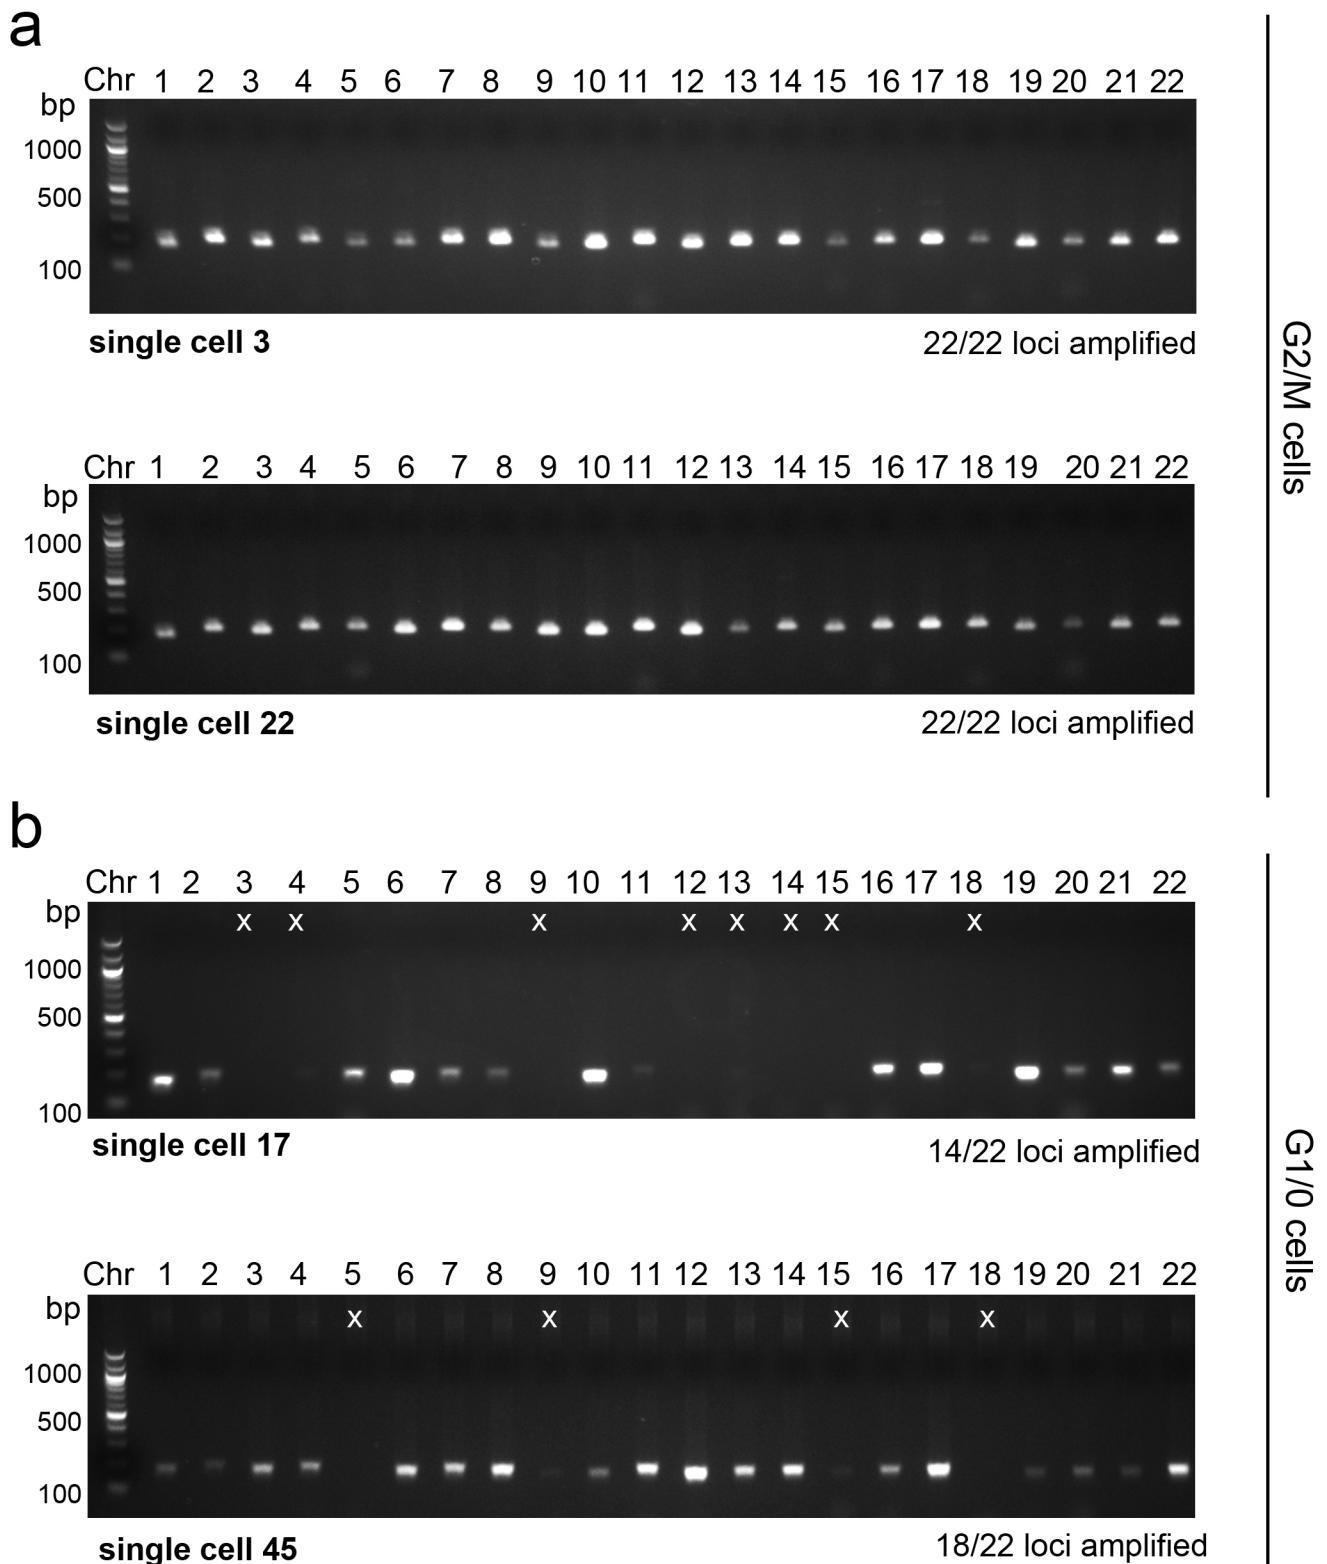 a
Chr 1 2 3 4 5 6 7 8 9 10 11 12 13 14 15 16 17 18 19 20 21 22
bp
1000
500
100
single cell 3 22/22 loci amplified
Chr 1 2 3 4 5 6 7 8 9 10 11 12 13 14 15 16 17 18 19 20 21 22
bp
1000
500
100
single cell 22 22/22 loci amplified
G2/M cells
b
Chr 1 2 3 4 5 6 7 8 9 10 11 12 13 14 15 16 17 18 19 20 21 22
bp x x x x x x x x
1000
500
100
single cell 17 14/22 loci amplified
Chr 1 2 3 4 5 6 7 8 9 10 11 12 13 14 15 16 17 18 19 20 21 22
bp x x x x
1000
500
100
single cell 45 18/22 loci amplified
G1/0 cells